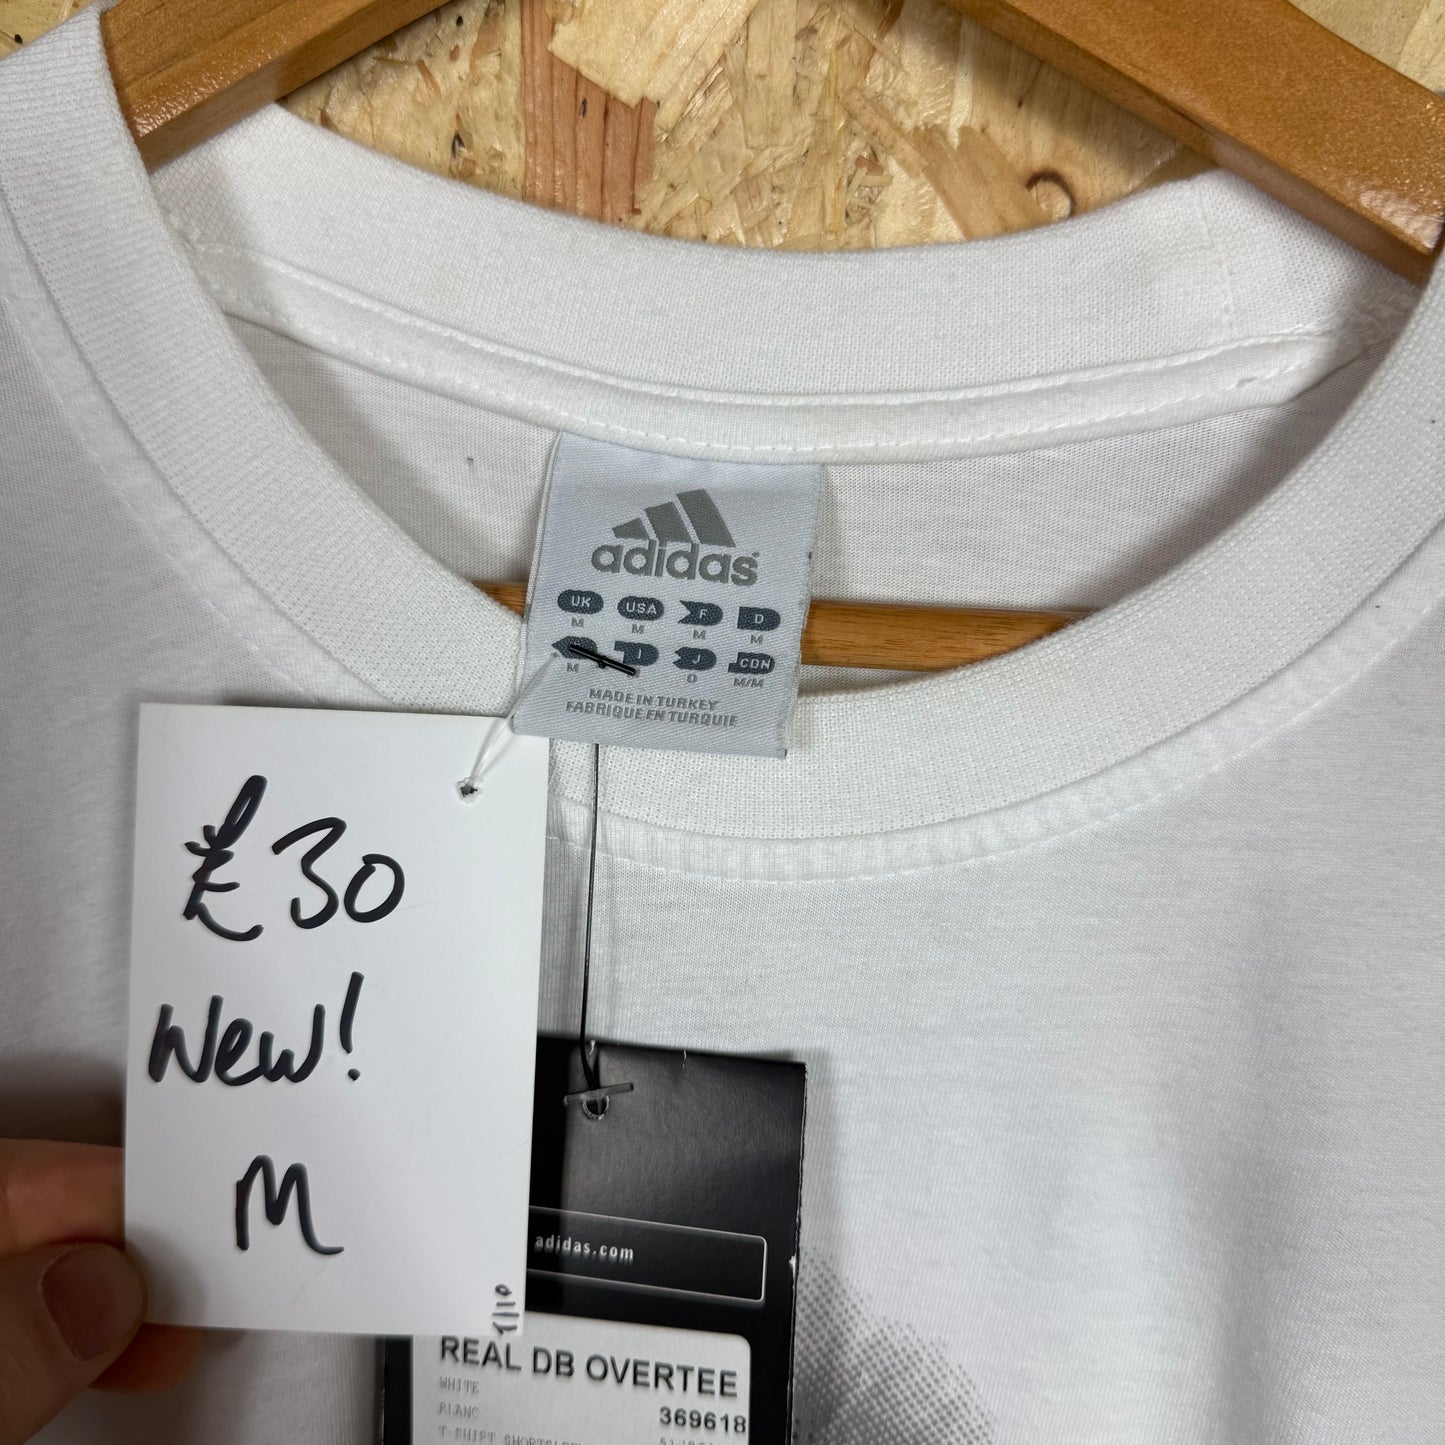 adidas
UK USA F D
M M M M
I J CDN
M O M/M
MADE IN TURKEY
FABRIQUE EN TURQUIE
£30
New!
M
adidas.com
REAL DB OVERTEE
WHITE
BLANC 369618
T-SHIRT